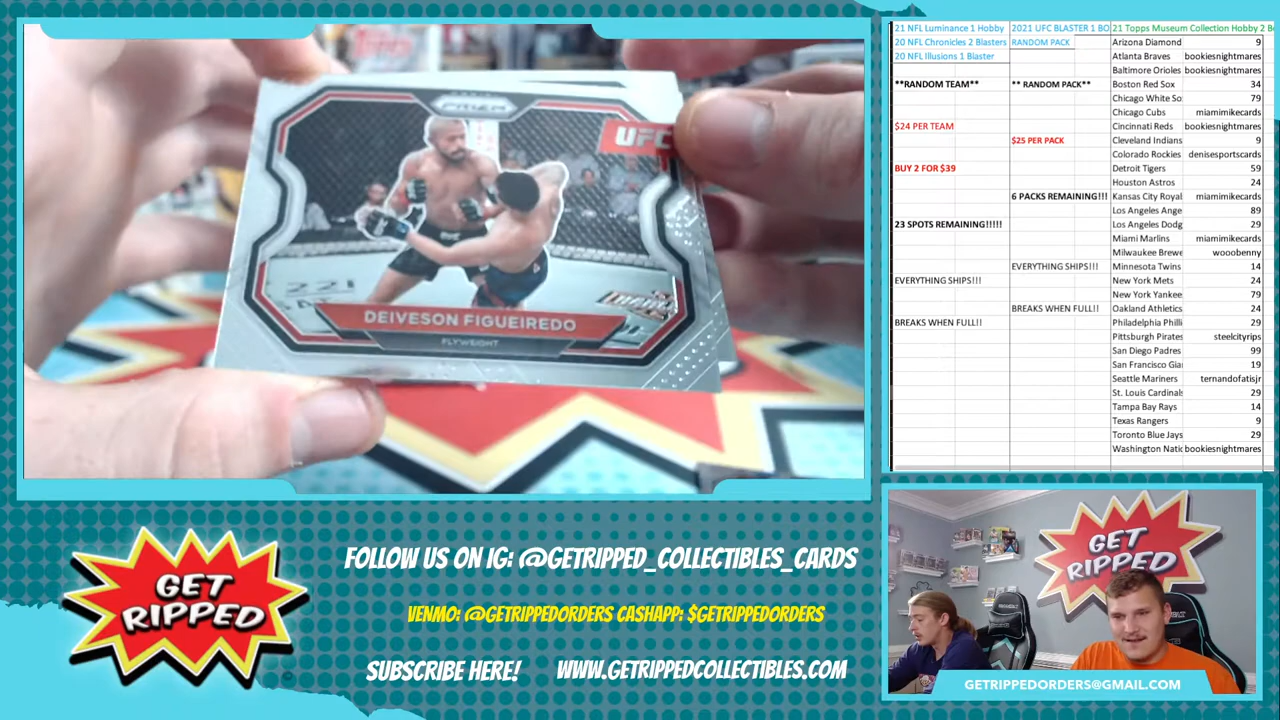 PRIZM
UFC
221
DEIVESON FIGUEIREDO
FLYWEIGHT
21 NFL Luminance 1 Hobby
20 NFL Chronicles 2 Blasters
20 NFL Illusions 1 Blaster
**RANDOM TEAM**
$24 PER TEAM
BUY 2 FOR $39
23 SPOTS REMAINING!!!!!
EVERYTHING SHIPS!!!
BREAKS WHEN FULL!!
2021 UFC BLASTER 1 BO
RANDOM PACK
** RANDOM PACK**
$25 PER PACK
6 PACKS REMAINING!!!
EVERYTHING SHIPS!!!
BREAKS WHEN FULL!!
21 Topps Museum Collection Hobby 2 B
Arizona Diamond 9
Atlanta Braves bookiesnightmares
Baltimore Orioles bookiesnightmares
Boston Red Sox 34
Chicago White So 79
Chicago Cubs miamimikecards
Cincinnati Reds bookiesnightmares
Cleveland Indians 9
Colorado Rockies denisesportscards
Detroit Tigers 59
Houston Astros 24
Kansas City Royal miamimikecards
Los Angeles Ange 89
Los Angeles Dodg 29
Miami Marlins miamimikecards
Milwaukee Brewe wooobenny
Minnesota Twins 14
New York Mets 24
New York Yankee 79
Oakland Athletics 24
Philadelphia Philli 29
Pittsburgh Pirates steelcityrips
San Diego Padres 99
San Francisco Gia 19
Seattle Mariners ternandofatisjr
St. Louis Cardinals 29
Tampa Bay Rays 14
Texas Rangers 9
Toronto Blue Jays 29
Washington Natic bookiesnightmares
GET
RIPPED
FOLLOW US ON IG: @GETRIPPED_COLLECTIBLES_CARDS
VENMO: @GETRIPPEDORDERS CASHAPP: $GETRIPPEDORDERS
SUBSCRIBE HERE! WWW.GETRIPPEDCOLLECTIBLES.COM
GET
RIPPED
GETRIPPEDORDERS@GMAIL.COM